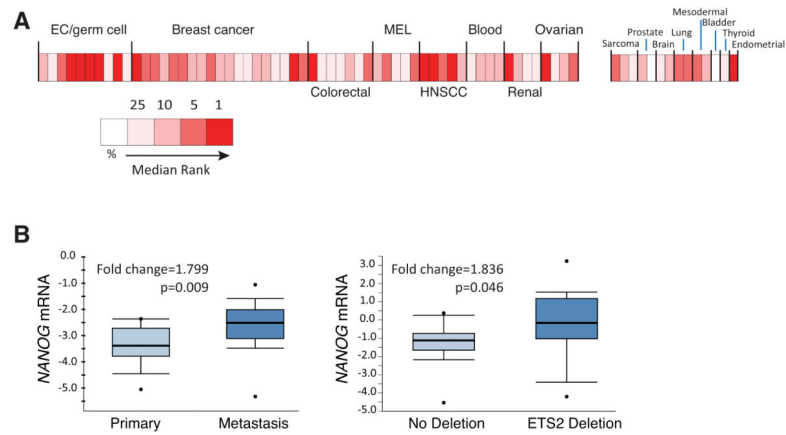 A
EC/germ cell
Breast cancer
MEL
Blood
Ovarian
Colorectal
HNSCC
Renal
Mesodermal
Prostate
Bladder
Lung
Thyroid
Sarcoma
Brain
Endometrial
25 10 5 1
%
Median Rank
B
Fold change=1.799
p=0.009
NANOG mRNA
0.0
-1.0
-2.0
-3.0
-4.0
-5.0
Primary
Metastasis
Fold change=1.836
p=0.046
NANOG mRNA
3.0
2.0
1.0
0.0
-1.0
-2.0
-3.0
-4.0
-5.0
No Deletion
ETS2 Deletion